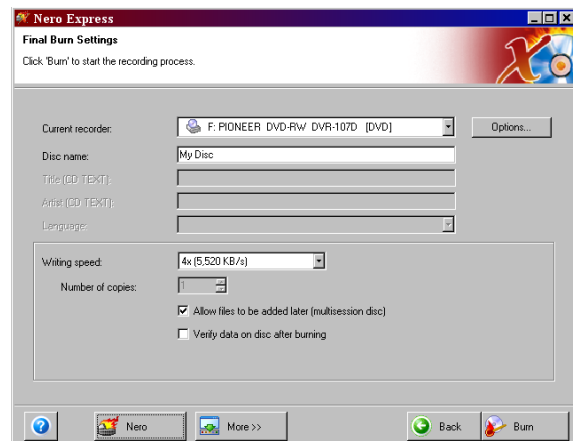 Nero Express
Final Burn Settings
Click 'Burn' to start the recording process.
Current recorder: F: PIONEER DVD-RW DVR-107D [DVD] Options...
Disc name: My Disc
Title (CD TEXT):
Artist (CD TEXT):
Language:
Writing speed: 4x (5,520 KB/s)
Number of copies: 1
Allow files to be added later (multisession disc)
Verify data on disc after burning
Nero More >> Back Burn